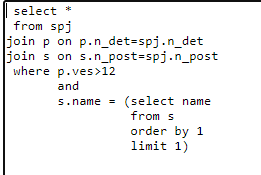 select *
from spj
join p on p.n_det=spj.n_det
join s on s.n_post=spj.n_post
where p.ves>12
and
s.name = (select name
from s
order by 1
limit 1)